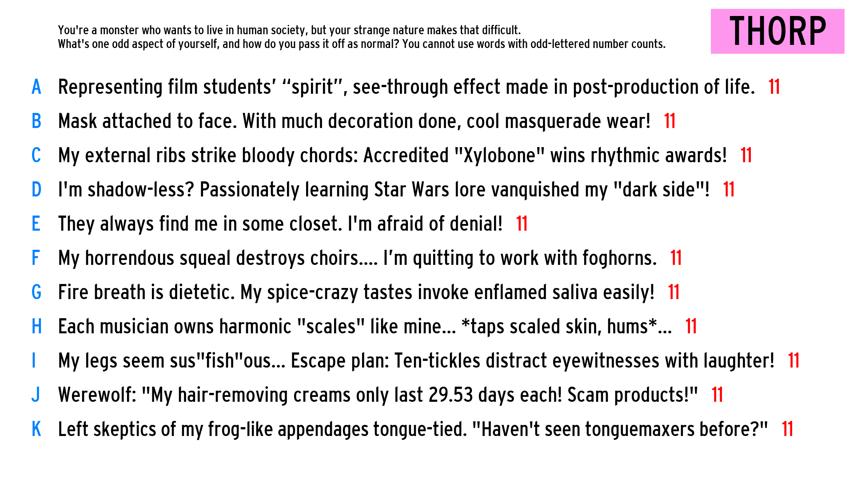 You're a monster who wants to live in human society, but your strange nature makes that difficult.
What's one odd aspect of yourself, and how do you pass it off as normal? You cannot use words with odd-lettered number counts.
THORP
A Representing film students’ “spirit”, see-through effect made in post-production of life. 11
B Mask attached to face. With much decoration done, cool masquerade wear! 11
C My external ribs strike bloody chords: Accredited "Xylobone" wins rhythmic awards! 11
D I'm shadow-less? Passionately learning Star Wars lore vanquished my "dark side"! 11
E They always find me in some closet. I'm afraid of denial! 11
F My horrendous squeal destroys choirs.... I’m quitting to work with foghorns. 11
G Fire breath is dietetic. My spice-crazy tastes invoke enflamed saliva easily! 11
H Each musician owns harmonic "scales" like mine... *taps scaled skin, hums*... 11
I My legs seem sus"fish"ous... Escape plan: Ten-tickles distract eyewitnesses with laughter! 11
J Werewolf: "My hair-removing creams only last 29.53 days each! Scam products!" 11
K Left skeptics of my frog-like appendages tongue-tied. "Haven't seen tonguemaxers before?" 11